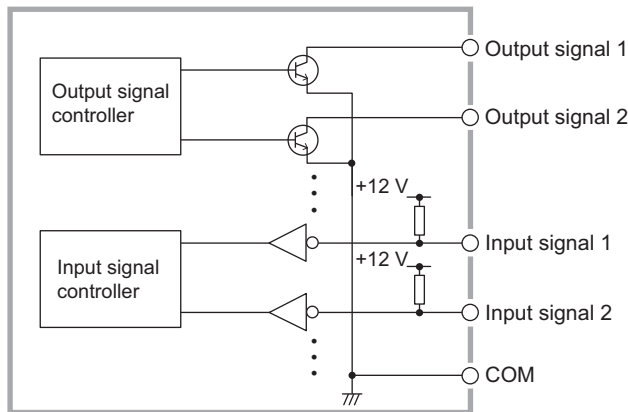 Output signal 1
Output signal
controller
Output signal 2
+12 V
Input signal 1
+12 V
Input signal
controller
Input signal 2
COM